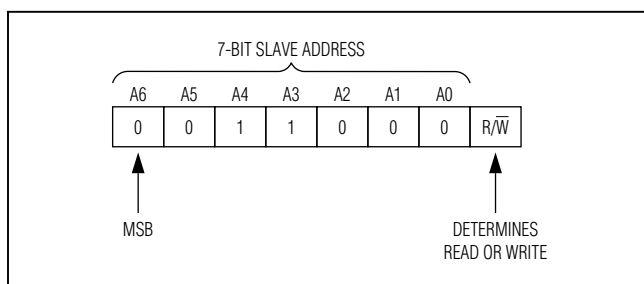 7-BIT SLAVE ADDRESS
A6 A5 A4 A3 A2 A1 A0
0 0 1 1 0 0 0 R/W̅
MSB
DETERMINES
READ OR WRITE